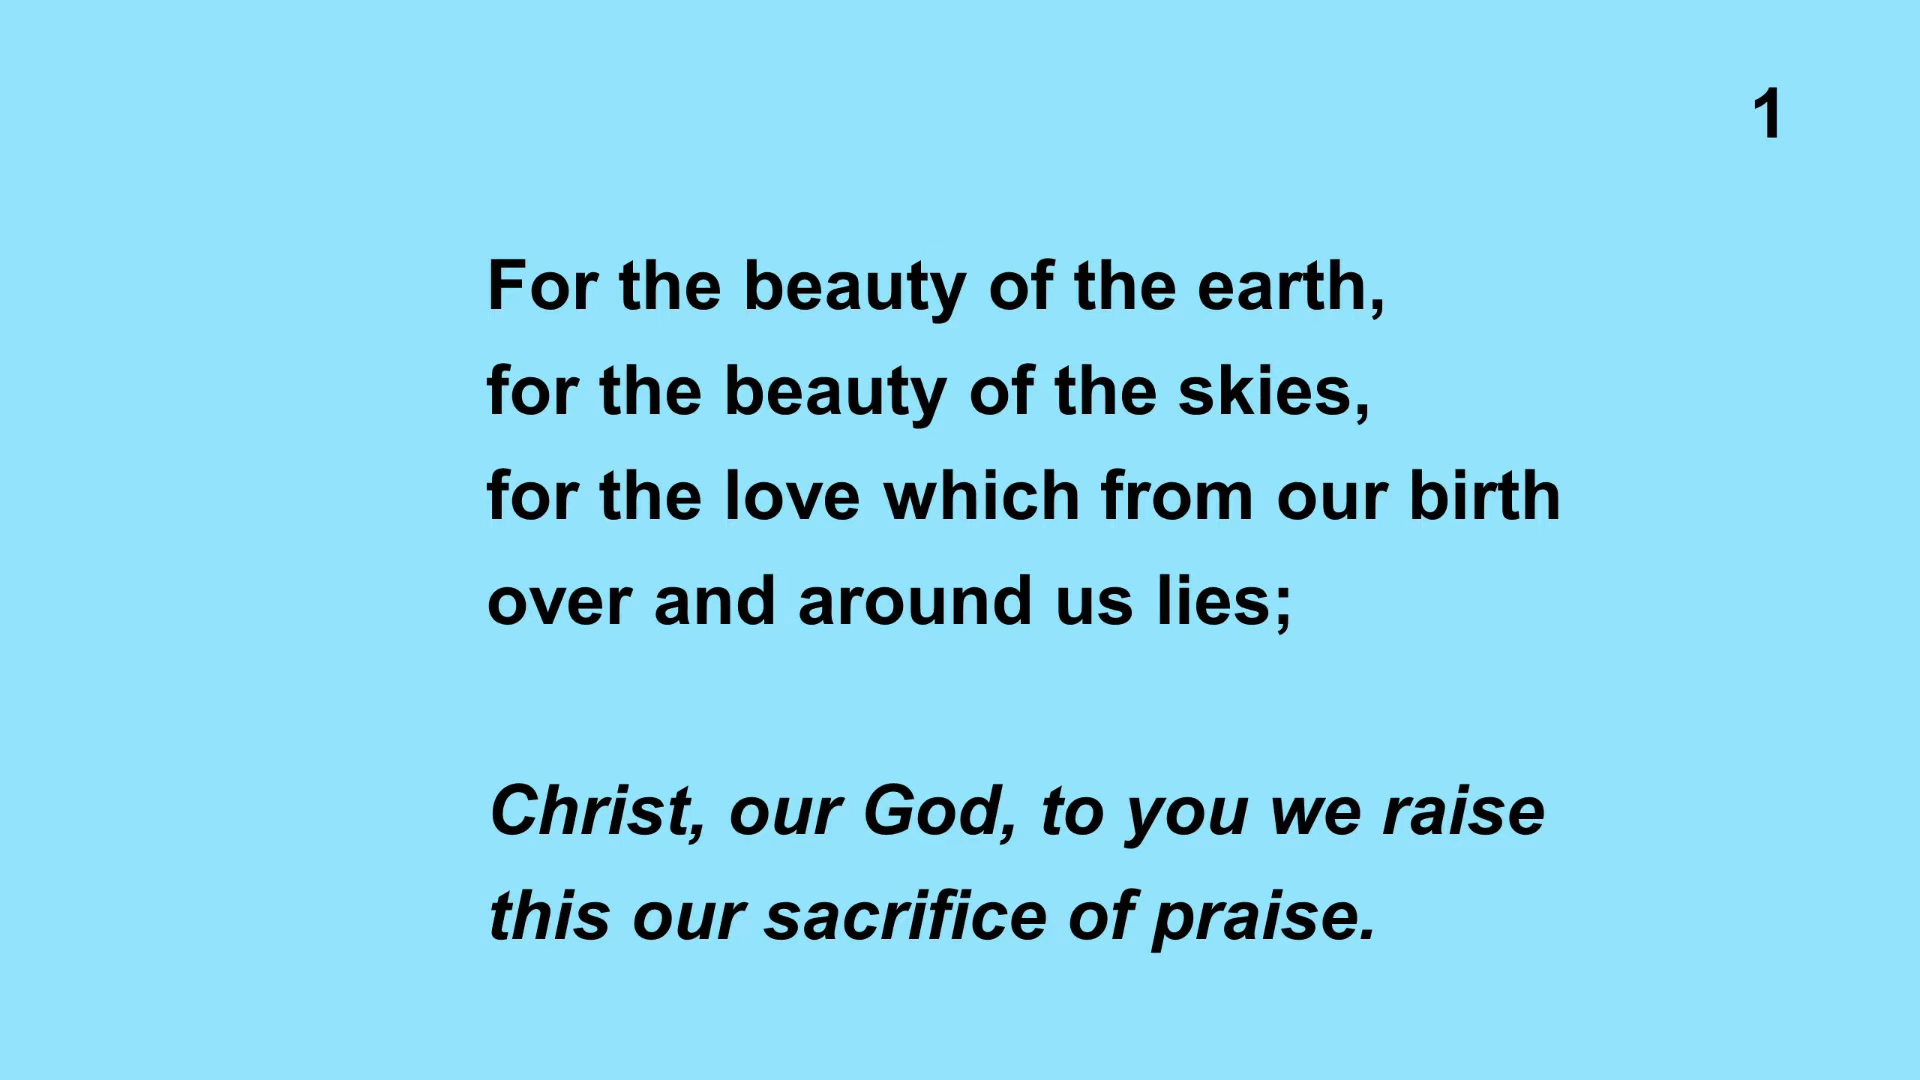 1
For the beauty of the earth,
for the beauty of the skies,
for the love which from our birth
over and around us lies;
Christ, our God, to you we raise
this our sacrifice of praise.